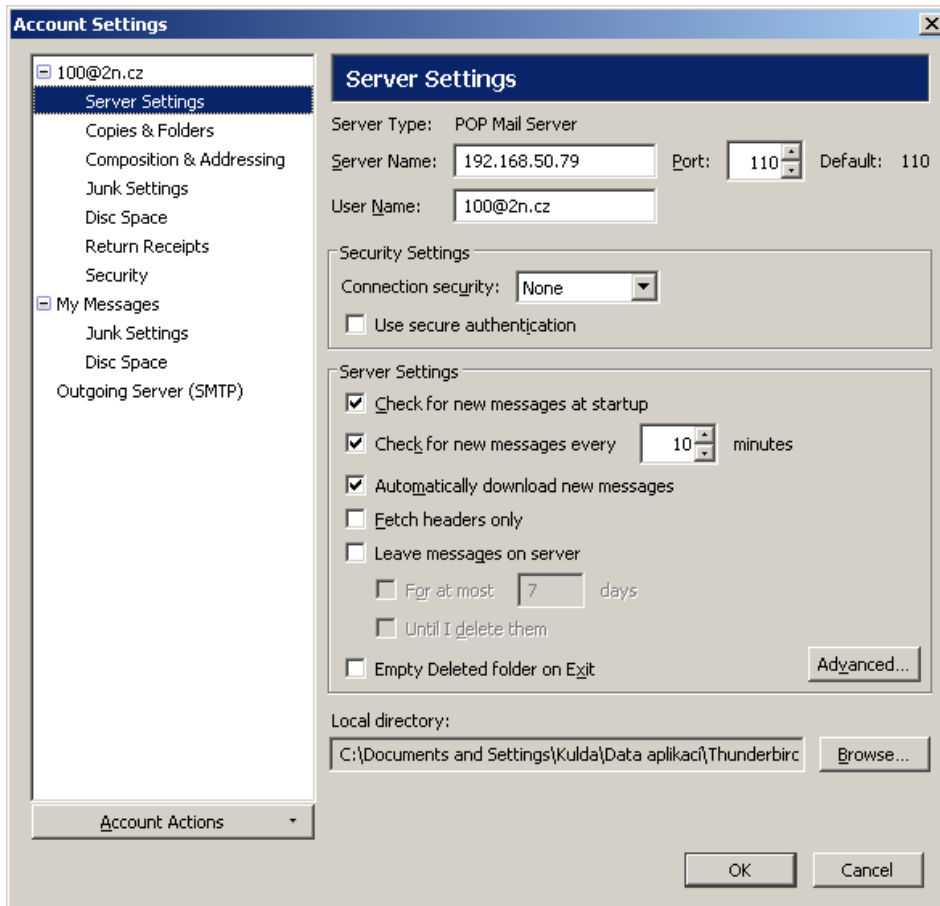 Account Settings
100@2n.cz
Server Settings
Copies & Folders
Composition & Addressing
Junk Settings
Disc Space
Return Receipts
Security
My Messages
Junk Settings
Disc Space
Outgoing Server (SMTP)
Account Actions
Server Settings
Server Type: POP Mail Server
Server Name: 192.168.50.79 Port: 110 Default: 110
User Name: 100@2n.cz
Security Settings
Connection security: None
Use secure authentication
Server Settings
Check for new messages at startup
Check for new messages every 10 minutes
Automatically download new messages
Fetch headers only
Leave messages on server
For at most 7 days
Until I delete them
Empty Deleted folder on Exit
Advanced...
Local directory:
C:\Documents and Settings\Kulda\Data aplikací\Thunderbirc
Browse...
OK Cancel